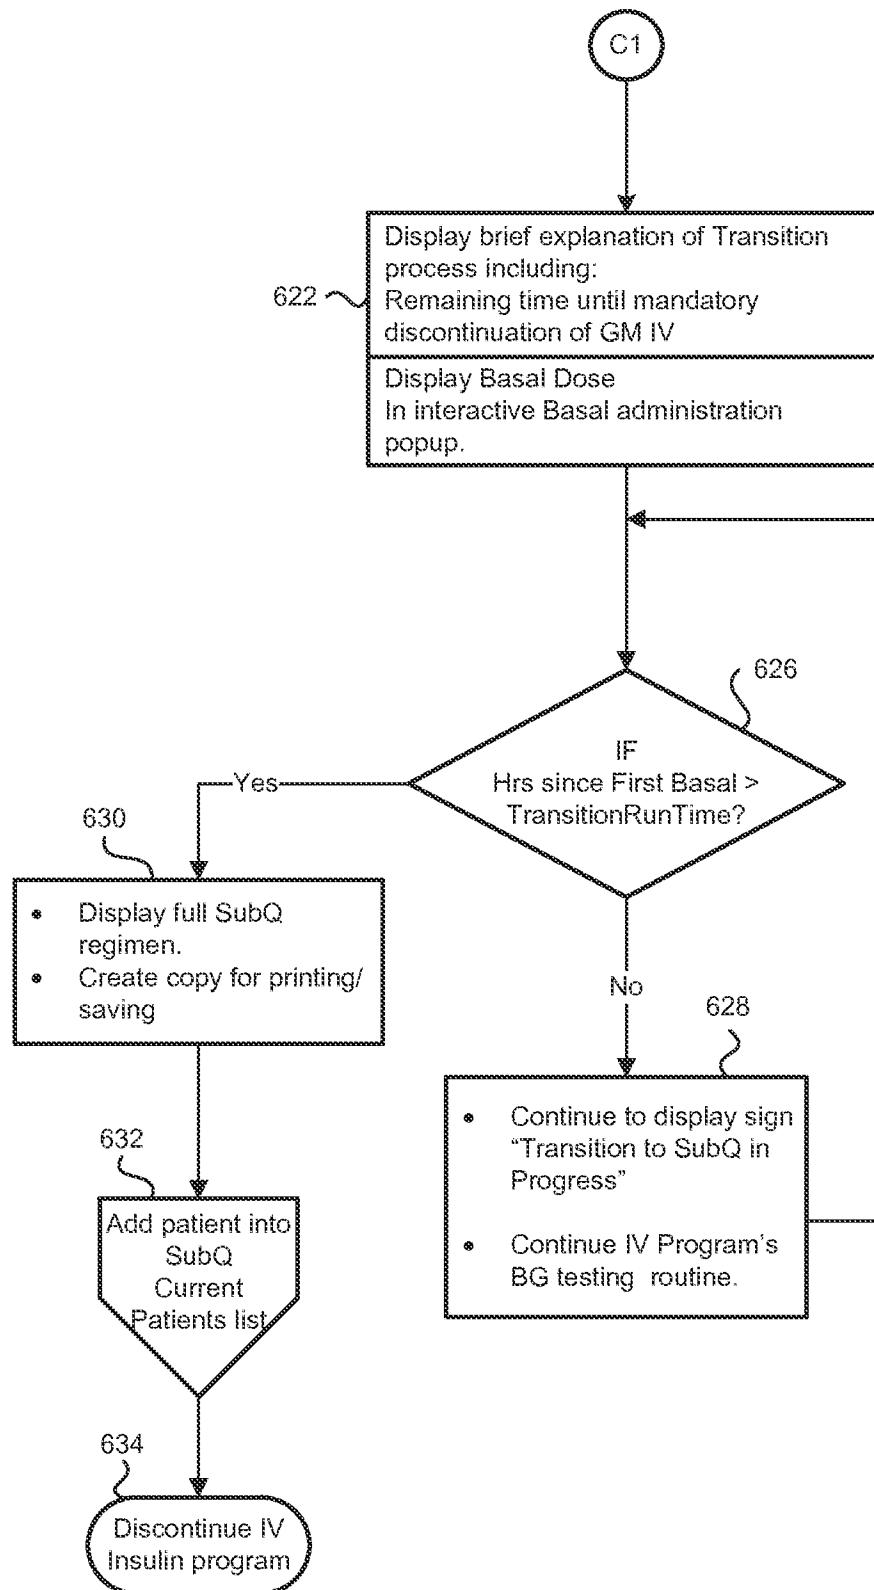 C1
Display brief explanation of Transition
process including:
Remaining time until mandatory
discontinuation of GM IV
622
Display Basal Dose
In interactive Basal administration
popup.
626
IF
Hrs since First Basal >
TransitionRunTime?
Yes
630
• Display full SubQ
regimen.
• Create copy for printing/
saving
No
628
• Continue to display sign
“Transition to SubQ in
Progress”
• Continue IV Program’s
BG testing routine.
632
Add patient into
SubQ
Current
Patients list
634
Discontinue IV
Insulin program